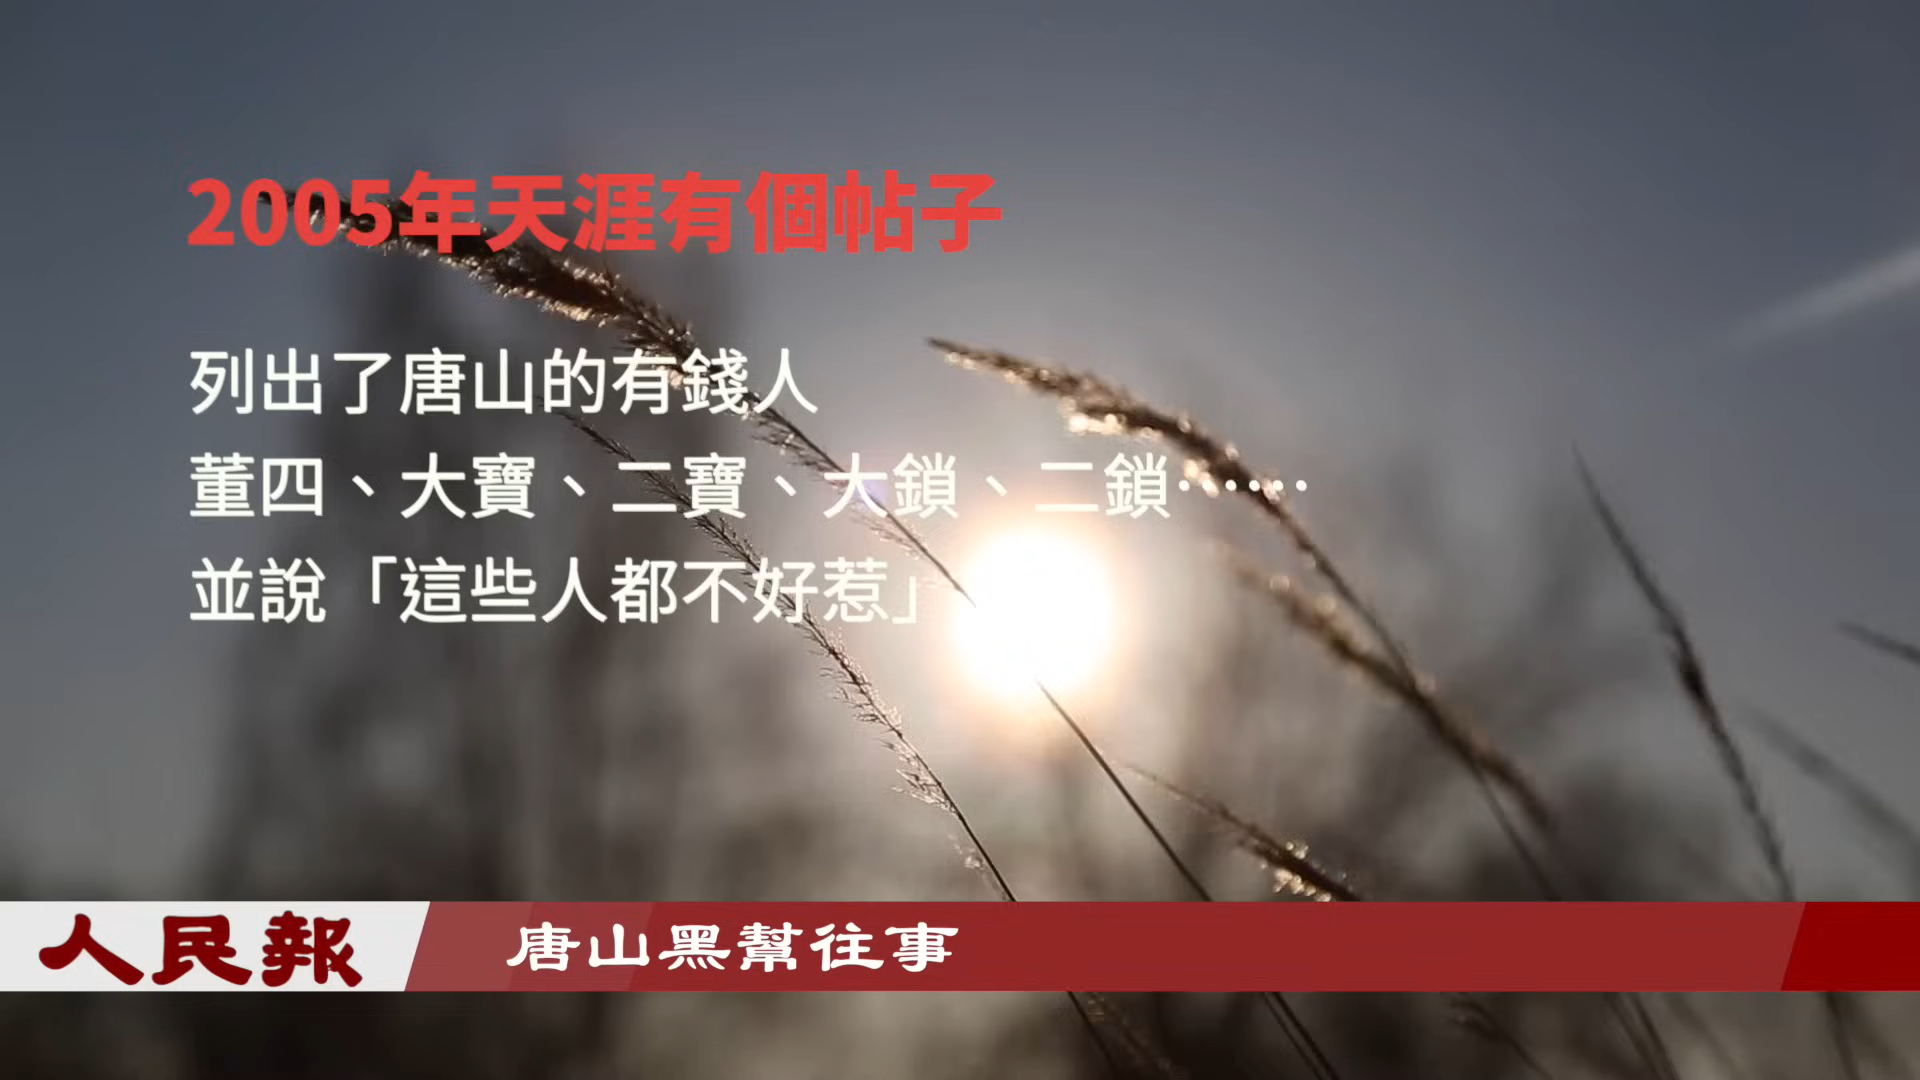 2005年天涯有個帖子
列出了唐山的有錢人
董四、大寶、二寶、大鎖、二鎖……
並說「這些人都不好惹」
人民報
唐山黑幫往事